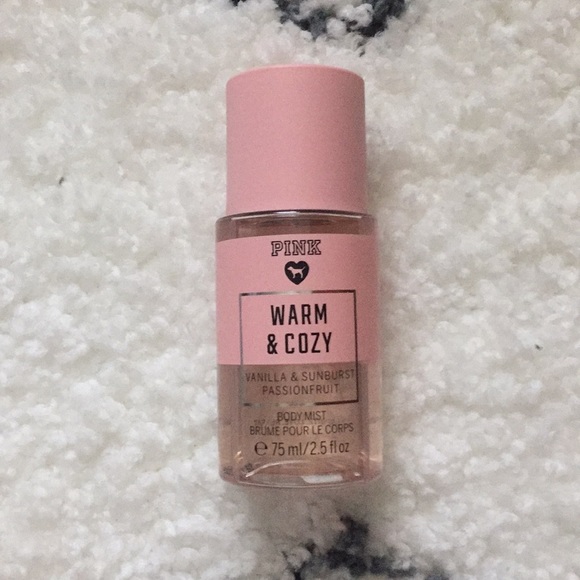 PINK
WARM
& COZY
VANILLA & SUNBURST
PASSIONFRUIT
BODY MIST
BRUME POUR LE CORPS
℮ 75 ml/2.5 fl oz